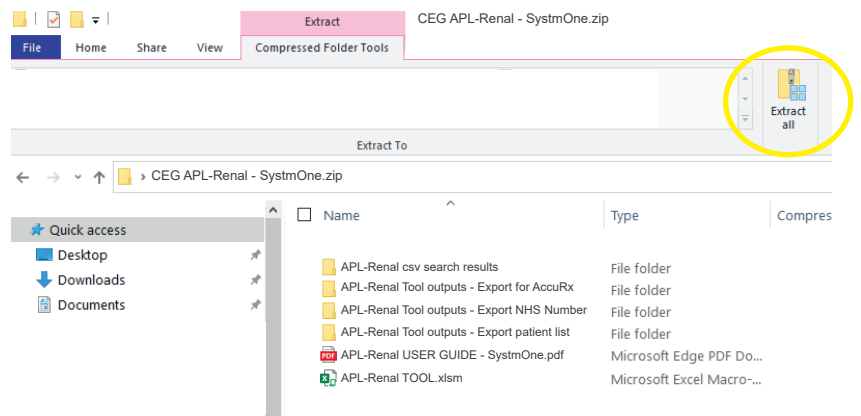 Extract
CEG APL-Renal - SystmOne.zip
File Home Share View Compressed Folder Tools
Extract all
Extract To
CEG APL-Renal - SystmOne.zip
Name Type Compres
Quick access
Desktop
Downloads
Documents
APL-Renal csv search results File folder
APL-Renal Tool outputs - Export for AccuRx File folder
APL-Renal Tool outputs - Export NHS Number File folder
APL-Renal Tool outputs - Export patient list File folder
APL-Renal USER GUIDE - SystmOne.pdf Microsoft Edge PDF Do...
APL-Renal TOOL.xlsm Microsoft Excel Macro-...